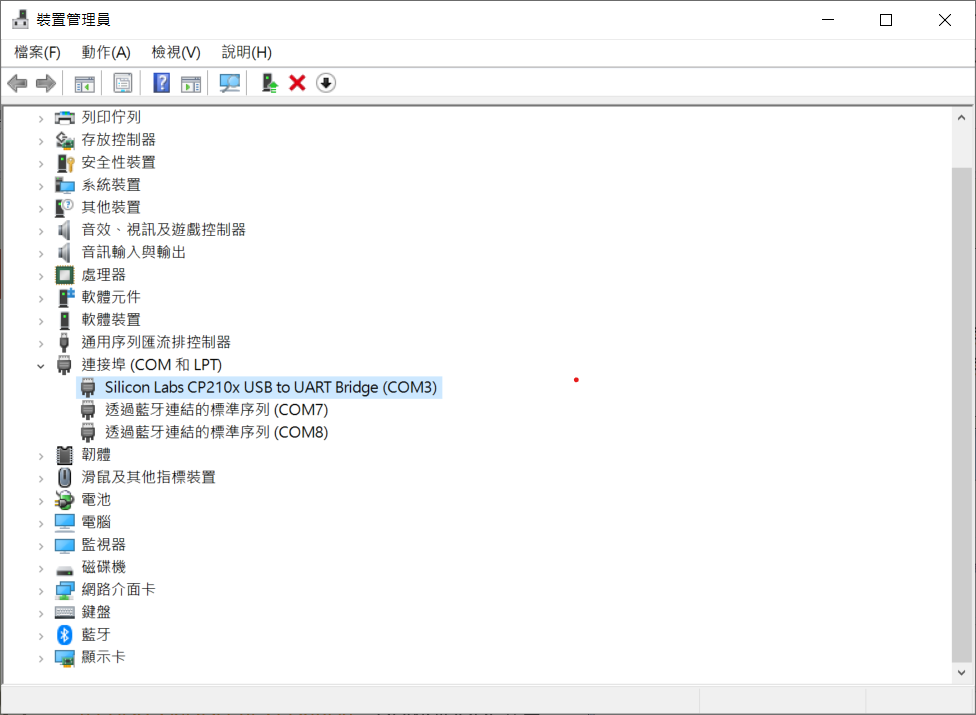 裝置管理員
檔案(F) 動作(A) 檢視(V) 說明(H)
列印佇列
存放控制器
安全性裝置
系統裝置
其他裝置
音效、視訊及遊戲控制器
音訊輸入與輸出
處理器
軟體元件
軟體裝置
通用序列匯流排控制器
連接埠 (COM 和 LPT)
Silicon Labs CP210x USB to UART Bridge (COM3)
透過藍牙連結的標準序列 (COM7)
透過藍牙連結的標準序列 (COM8)
韌體
滑鼠及其他指標裝置
電池
電腦
監視器
磁碟機
網路介面卡
鍵盤
藍牙
顯示卡